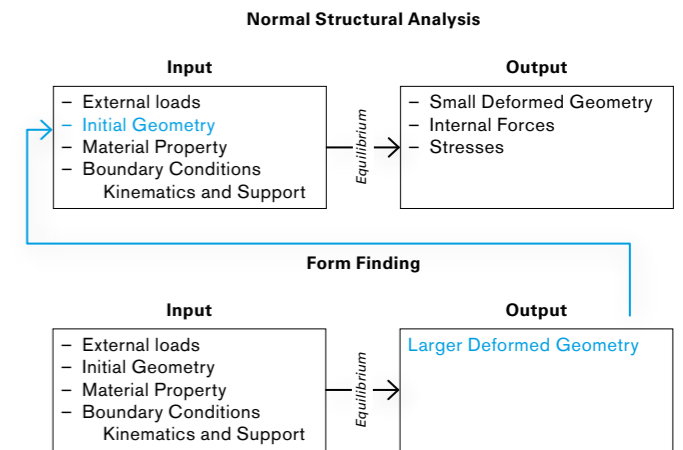 Normal Structural Analysis
Input
– External loads
– Initial Geometry
– Material Property
– Boundary Conditions
Kinematics and Support
Equilibrium
Output
– Small Deformed Geometry
– Internal Forces
– Stresses
Form Finding
Input
– External loads
– Initial Geometry
– Material Property
– Boundary Conditions
Kinematics and Support
Equilibrium
Output
Larger Deformed Geometry